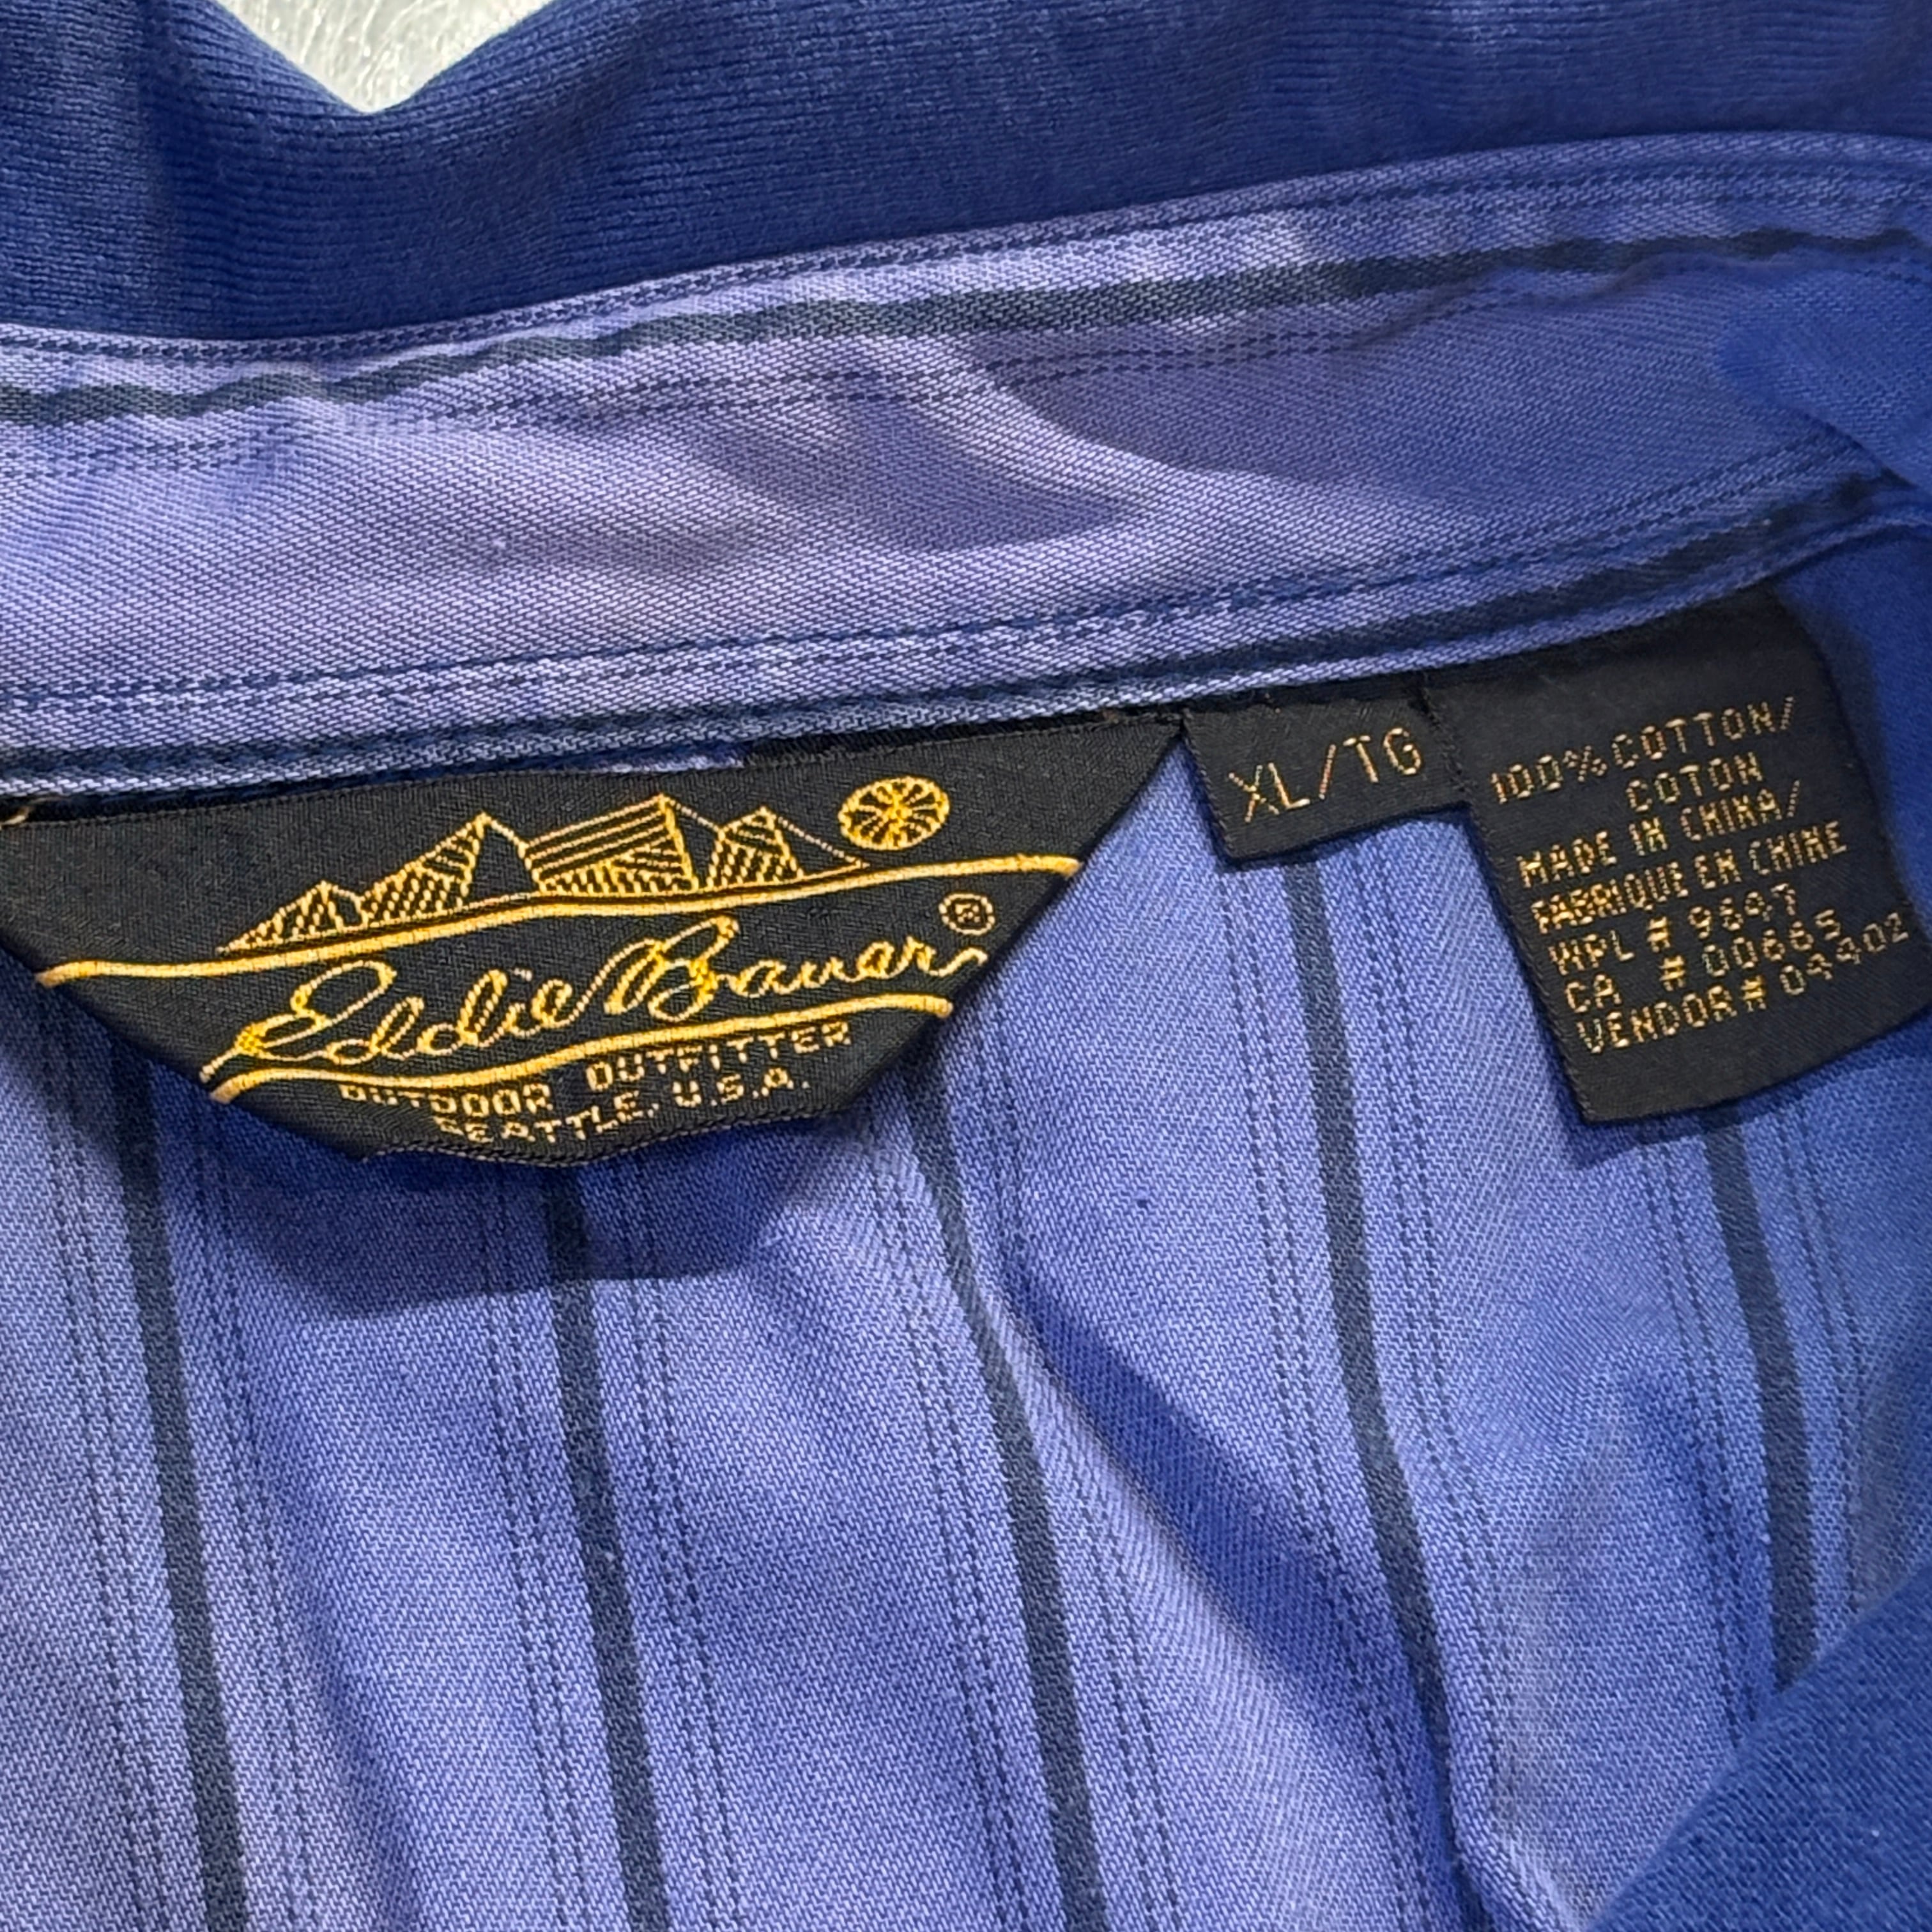 Eddie Bauer®
OUTDOOR OUTFITTER
SEATTLE, U.S.A.
XL/TG
100% COTTON/
COTON
MADE IN CHINA/
FABRIQUE EN CHINE
WPL # 9647
CA # 00665
VENDOR # 04402